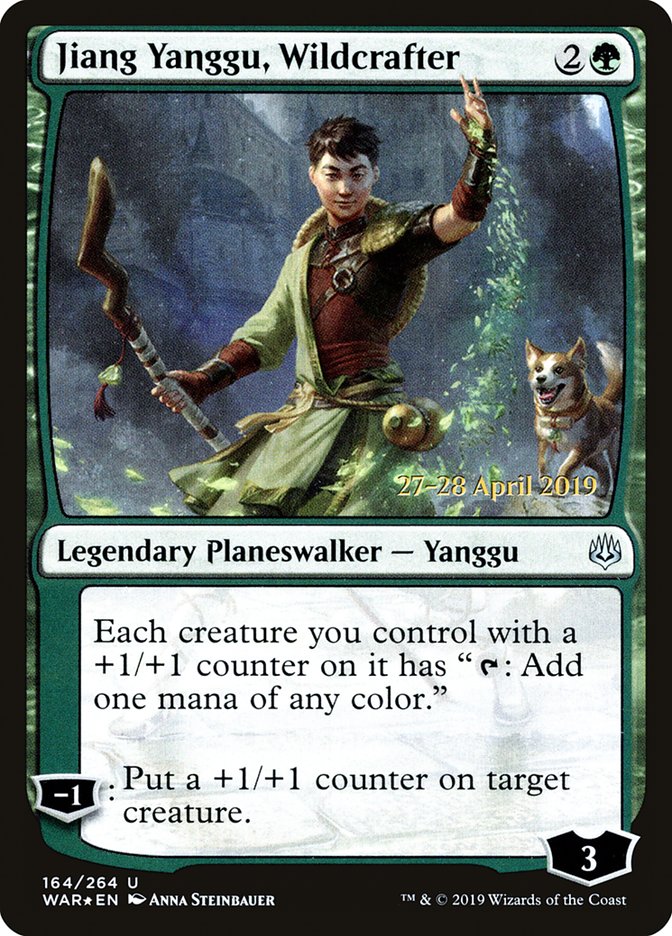 Jiang Yanggu, Wildcrafter 2
27–28 April 2019
Legendary Planeswalker — Yanggu
Each creature you control with a
+1/+1 counter on it has “: Add
one mana of any color.”
−1: Put a +1/+1 counter on target
creature.
3
164/264 U
WAR★EN Anna Steinbauer
™ & © 2019 Wizards of the Coast